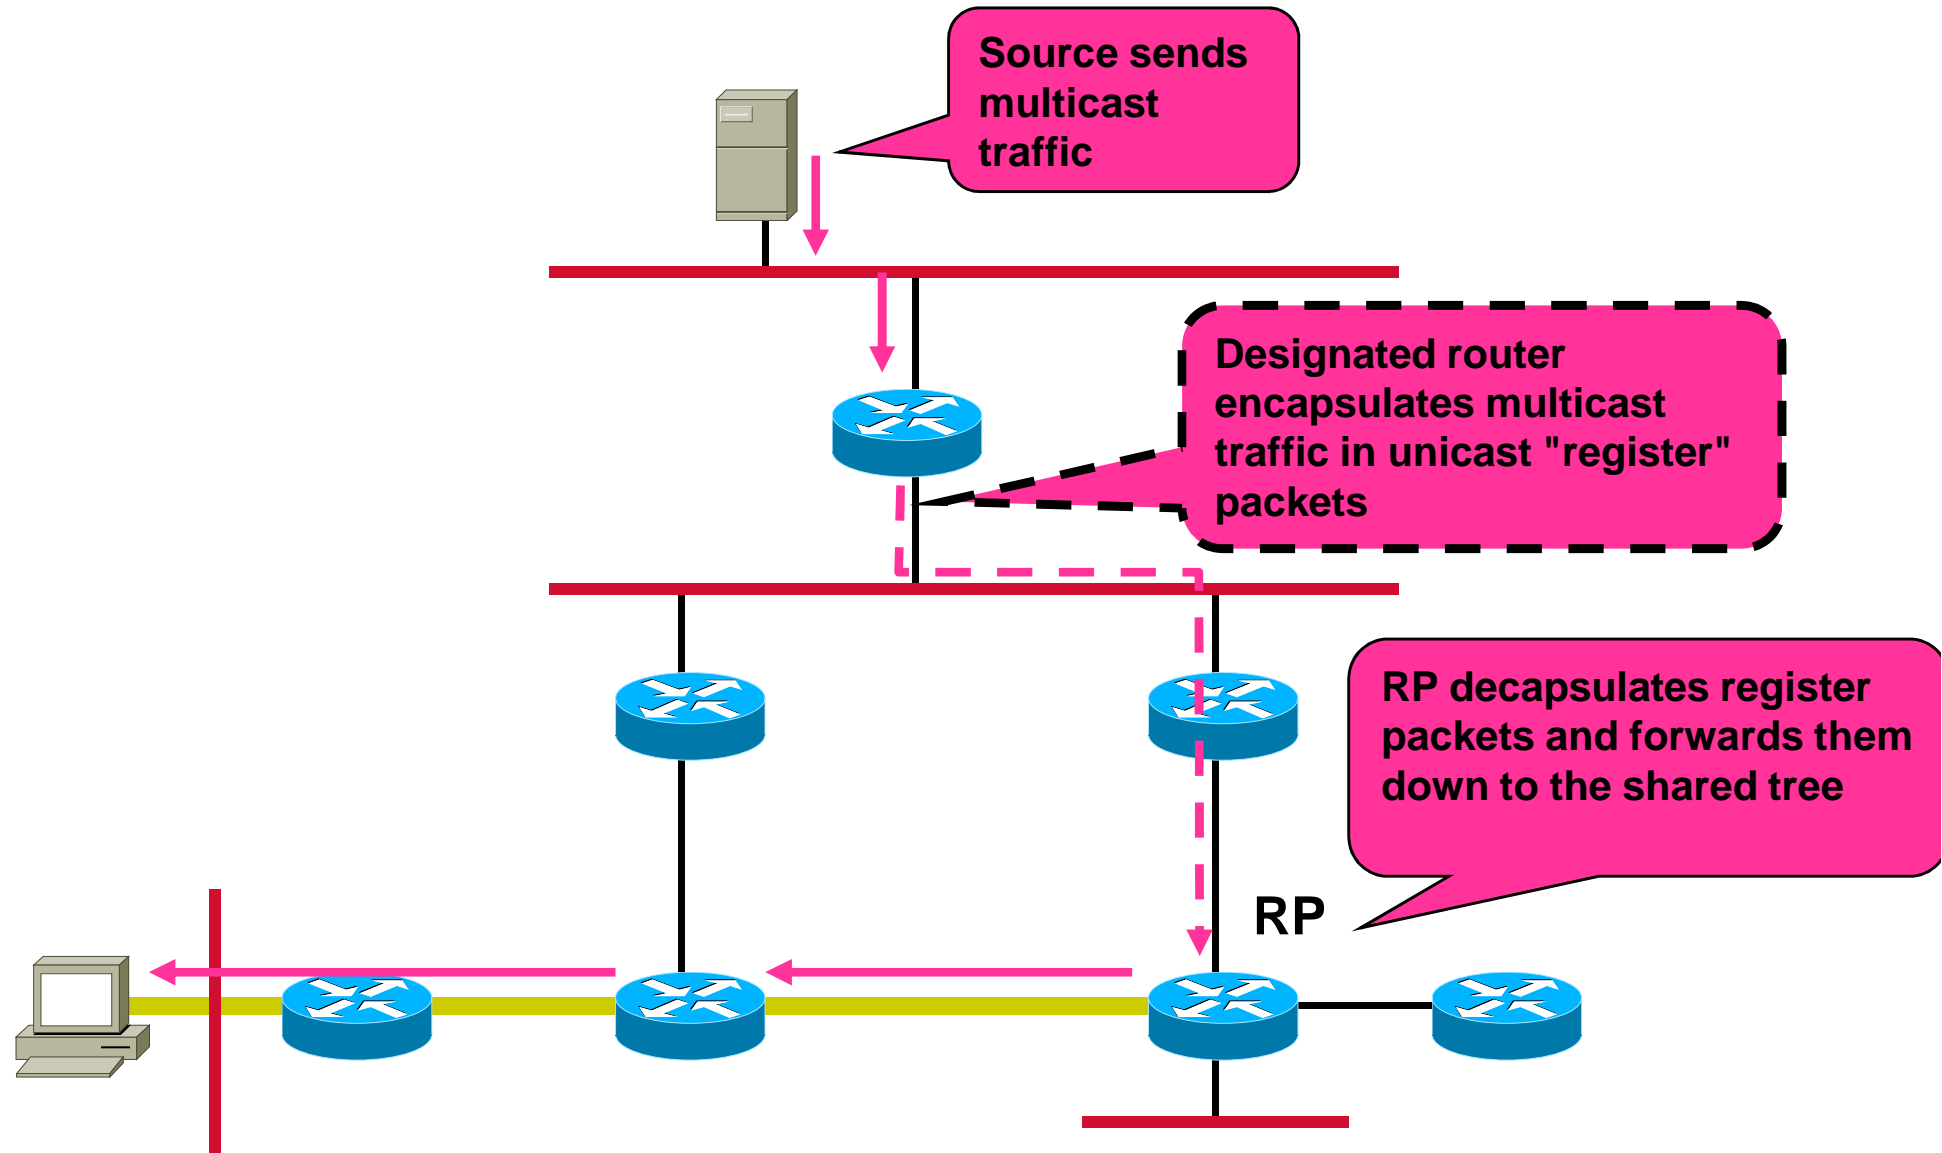 Source sends
multicast
traffic
Designated router
encapsulates multicast
traffic in unicast "register"
packets
RP decapsulates register
packets and forwards them
down to the shared tree
RP